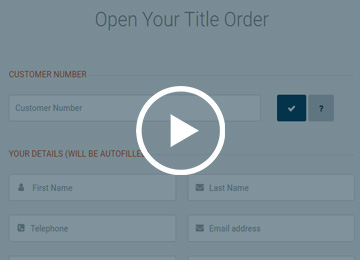 Open Your Title Order
CUSTOMER NUMBER
Customer Number
?
YOUR DETAILS (WILL BE AUTOFILLE
First Name
Last Name
Telephone
Email address